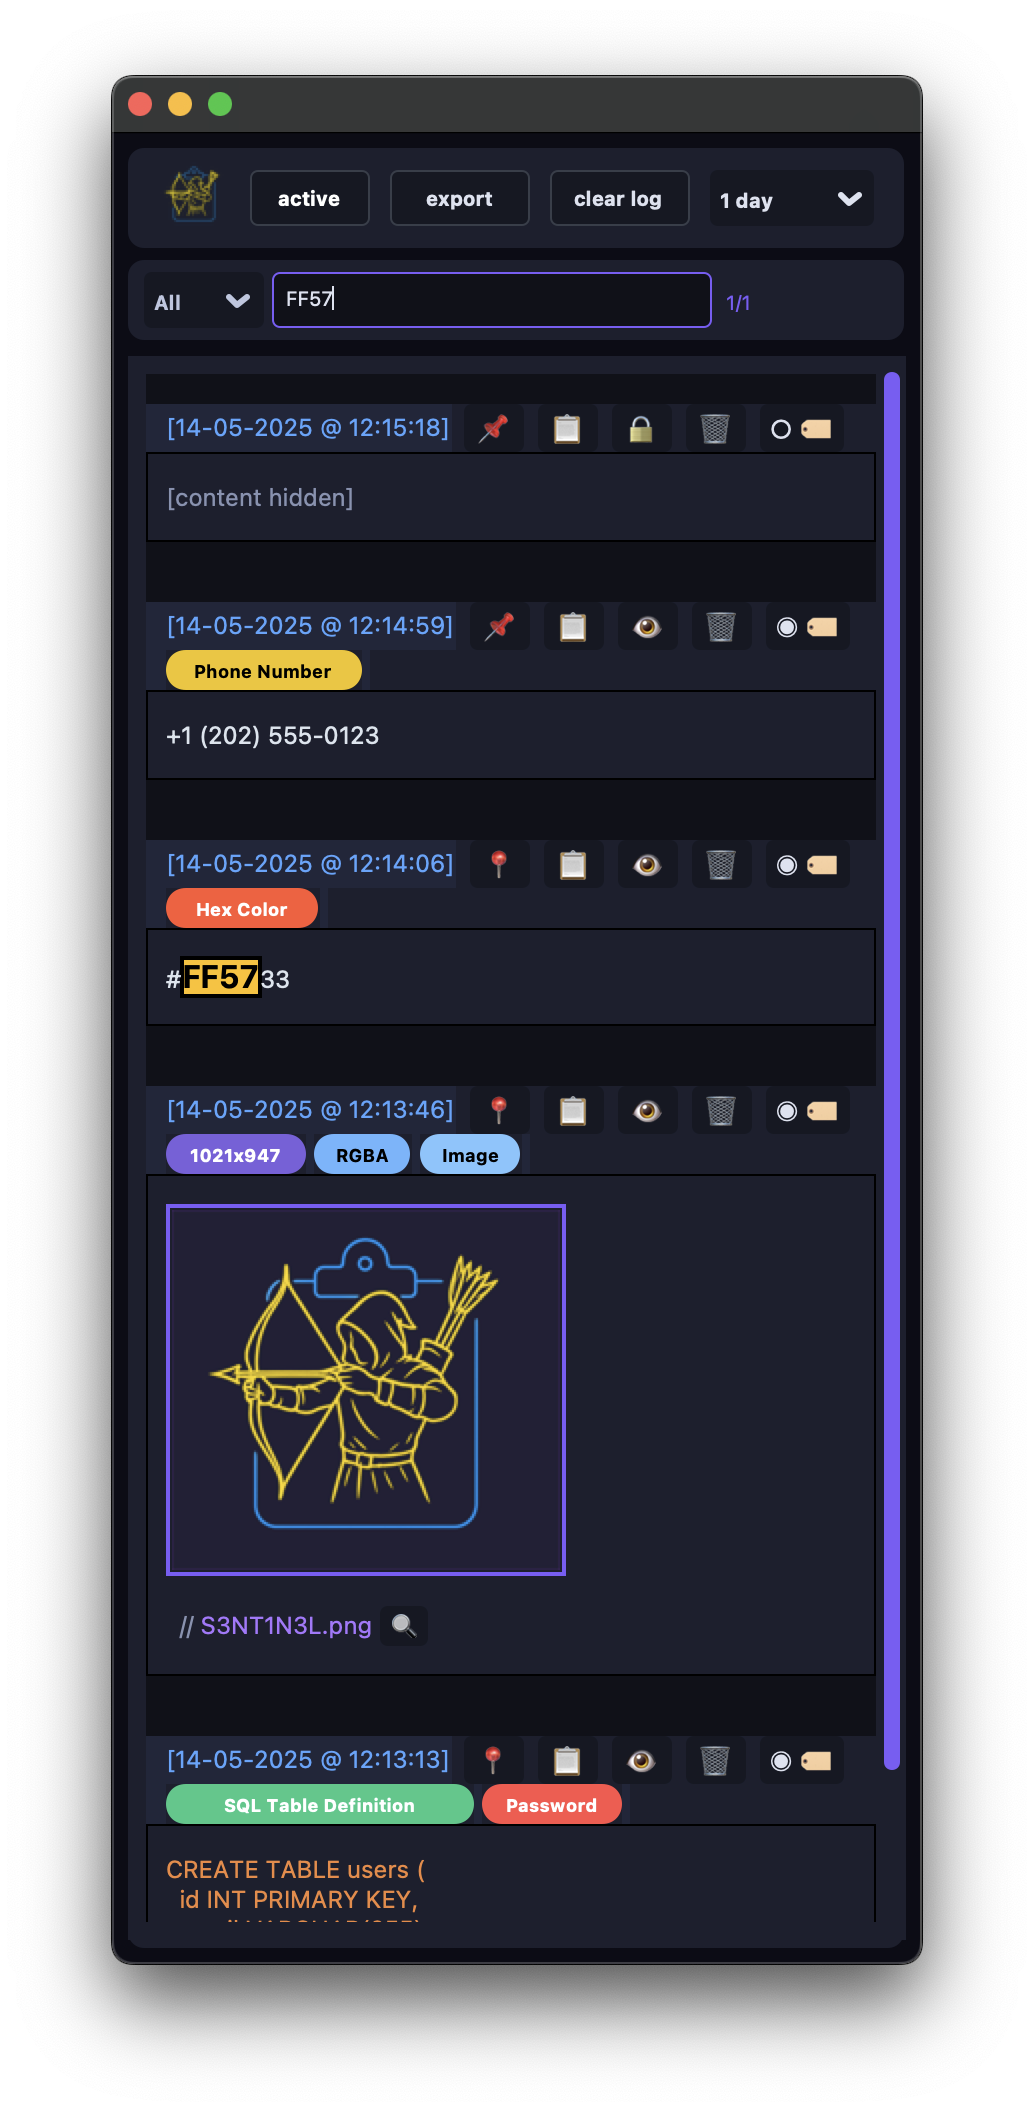 active export clear log 1 day
All FF57 1/1
[14-05-2025 @ 12:15:18]
[content hidden]
[14-05-2025 @ 12:14:59]
Phone Number
+1 (202) 555-0123
[14-05-2025 @ 12:14:06]
Hex Color
#FF5733
[14-05-2025 @ 12:13:46]
1021x947 RGBA Image
// S3NT1N3L.png
[14-05-2025 @ 12:13:13]
SQL Table Definition Password
CREATE TABLE users (
id INT PRIMARY KEY,